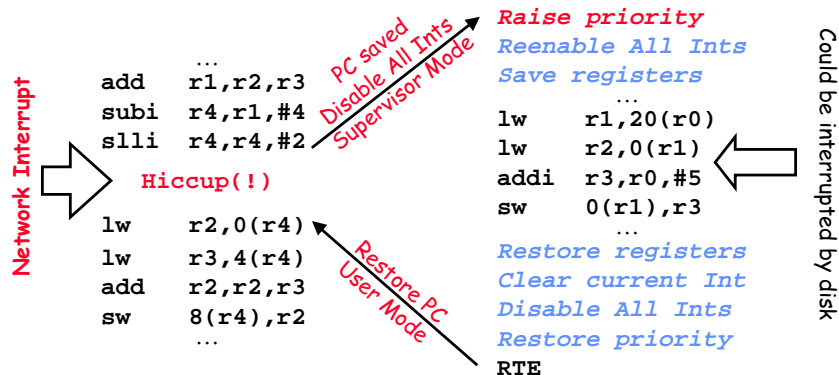 Network Interrupt
…
add r1,r2,r3
subi r4,r1,#4
slli r4,r4,#2
Hiccup(!)
lw r2,0(r4)
lw r3,4(r4)
add r2,r2,r3
sw 8(r4),r2
…
PC saved
Disable All Ints
Supervisor Mode
Raise priority
Reenable All Ints
Save registers
…
lw r1,20(r0)
lw r2,0(r1)
addi r3,r0,#5
sw 0(r1),r3
…
Restore registers
Clear current Int
Disable All Ints
Restore priority
RTE
Restore PC
User Mode
Could be interrupted by disk